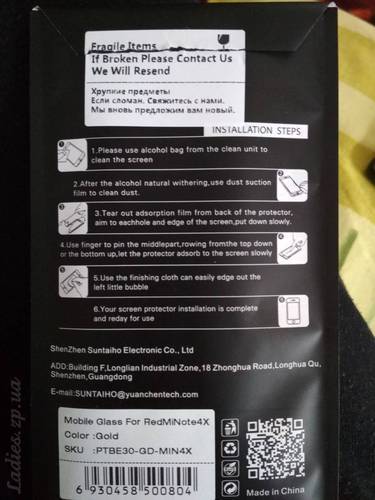 Fragile Items
If Broken Please Contact Us
We Will Resend
Хрупкие предметы
Если сломан. Свяжитесь с нами.
Мы вновь предложим вам новый.
INSTALLATION STEPS
1.Please use alcohol bag from the clean unit to
clean the screen
2.After the alcohol natural withering,use dust suction
film to clean dust.
3.Tear out adsorption film from back of the protector,
aim to eachhole and edge of the screen,put down slowly.
4.Use finger to pin the middlepart,rowing fromthe top down
or the bottom up,let the protector adsorb to the screen slowly
5.Use the finishing cloth can easily edge out the
left little bubble
6.Your screen protector installation is complete
and reday for use
ShenZhen Suntaiho Electronic Co., Ltd
ADD:Building F,Longlian Industrial Zone,18 Zhonghua Road,Longhua Qu,
Shenzhen,Guangdong
E-mail:SUNTAIHO@yuanchentech.com
Mobile Glass For RedMiNote4X
Color :Gold
SKU : PTBE30-GD-MIN4X
6 930458 500804
Ladies.zp.ua